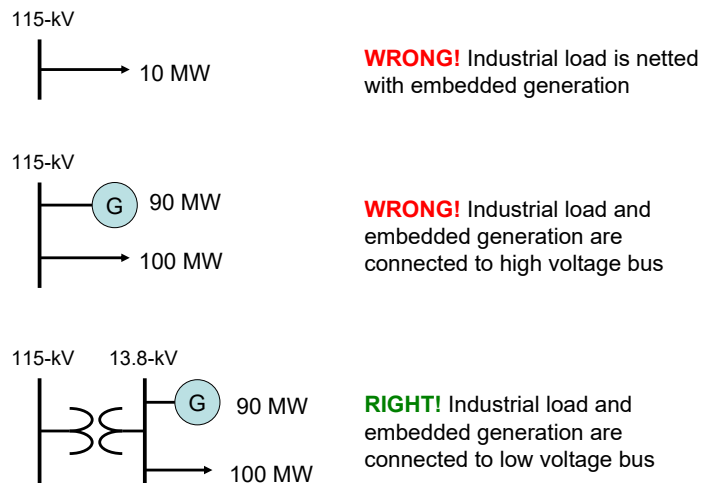 115-kV
10 MW
WRONG! Industrial load is netted
with embedded generation
115-kV
G
90 MW
100 MW
WRONG! Industrial load and
embedded generation are
connected to high voltage bus
115-kV
13.8-kV
G
90 MW
100 MW
RIGHT! Industrial load and
embedded generation are
connected to low voltage bus